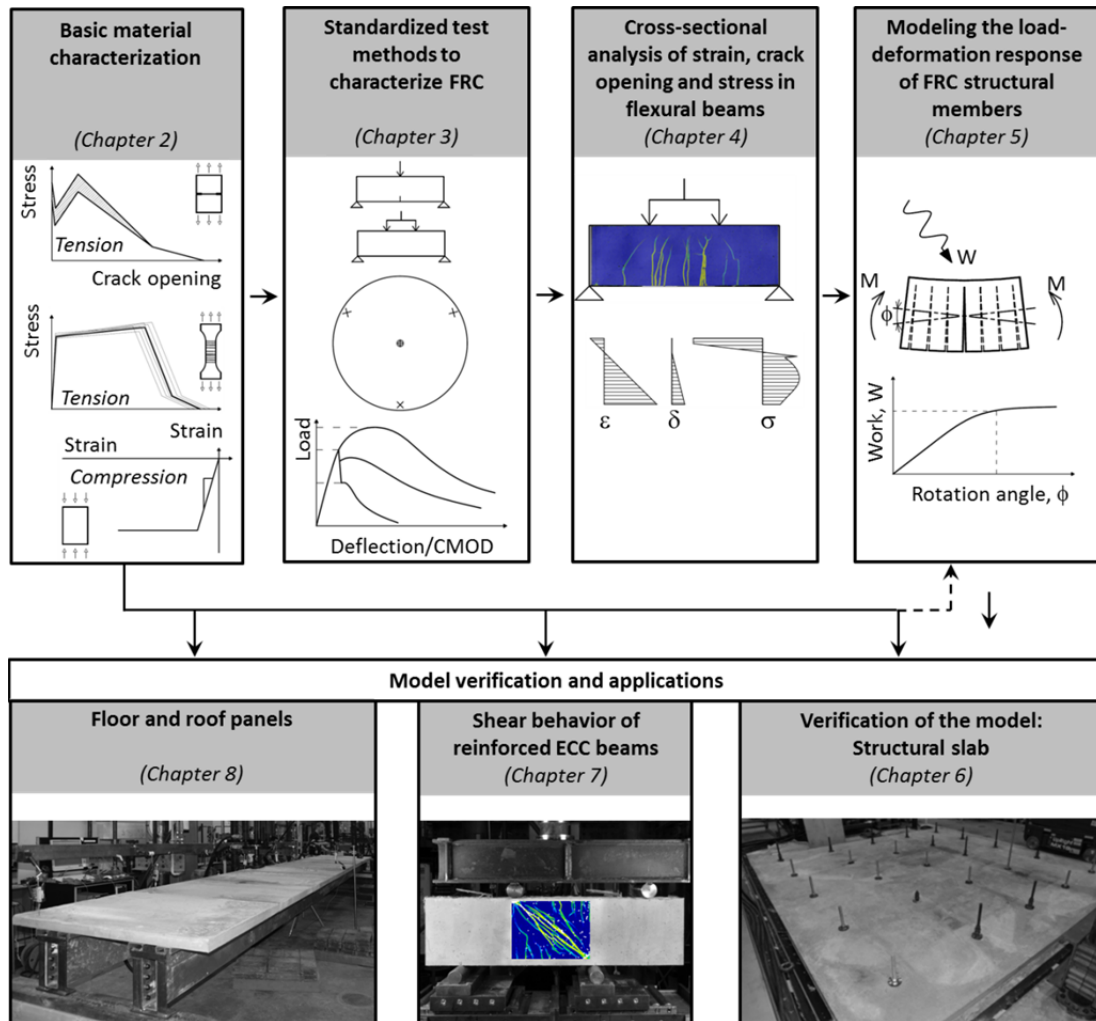 Basic material
characterization
(Chapter 2)
Stress
Tension
Crack opening
Stress
Tension
Strain
Strain
Compression
Standardized test
methods to
characterize FRC
(Chapter 3)
Load
Deflection/CMOD
Cross-sectional
analysis of strain, crack
opening and stress in
flexural beams
(Chapter 4)
ε
δ
σ
Modeling the load-
deformation response
of FRC structural
members
(Chapter 5)
W
M
M
ϕ
Work, W
Rotation angle, ϕ
Model verification and applications
Floor and roof panels
(Chapter 8)
Shear behavior of
reinforced ECC beams
(Chapter 7)
Verification of the model:
Structural slab
(Chapter 6)